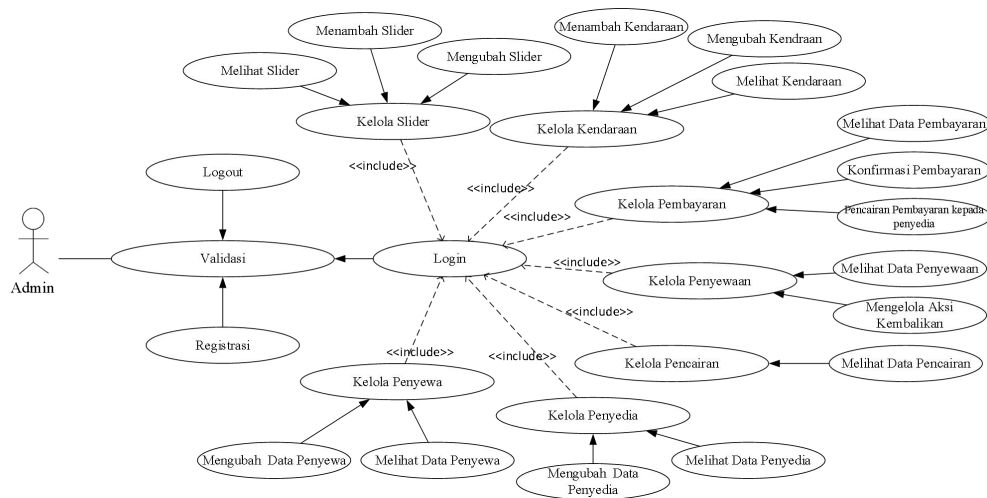 Menambah Slider
Melihat Slider
Mengubah Slider
Kelola Slider
Menambah Kendaraan
Mengubah Kendraan
Melihat Kendaraan
Kelola Kendaraan
<<include>>
<<include>>
Melihat Data Pembayaran
Konfirmasi Pembayaran
Pencairan Pembayaran kepada
penyedia
Kelola Pembayaran
<<include>>
Logout
Validasi
Login
Registrasi
Admin
<<include>>
Kelola Penyewaan
Melihat Data Penyewaan
Mengelola Aksi
Kembalikan
<<include>>
Kelola Pencairan
Melihat Data Pencairan
<<include>>
Kelola Penyewa
Mengubah Data Penyewa
Melihat Data Penyewa
<<include>>
Kelola Penyedia
Mengubah Data
Penyedia
Melihat Data Penyedia